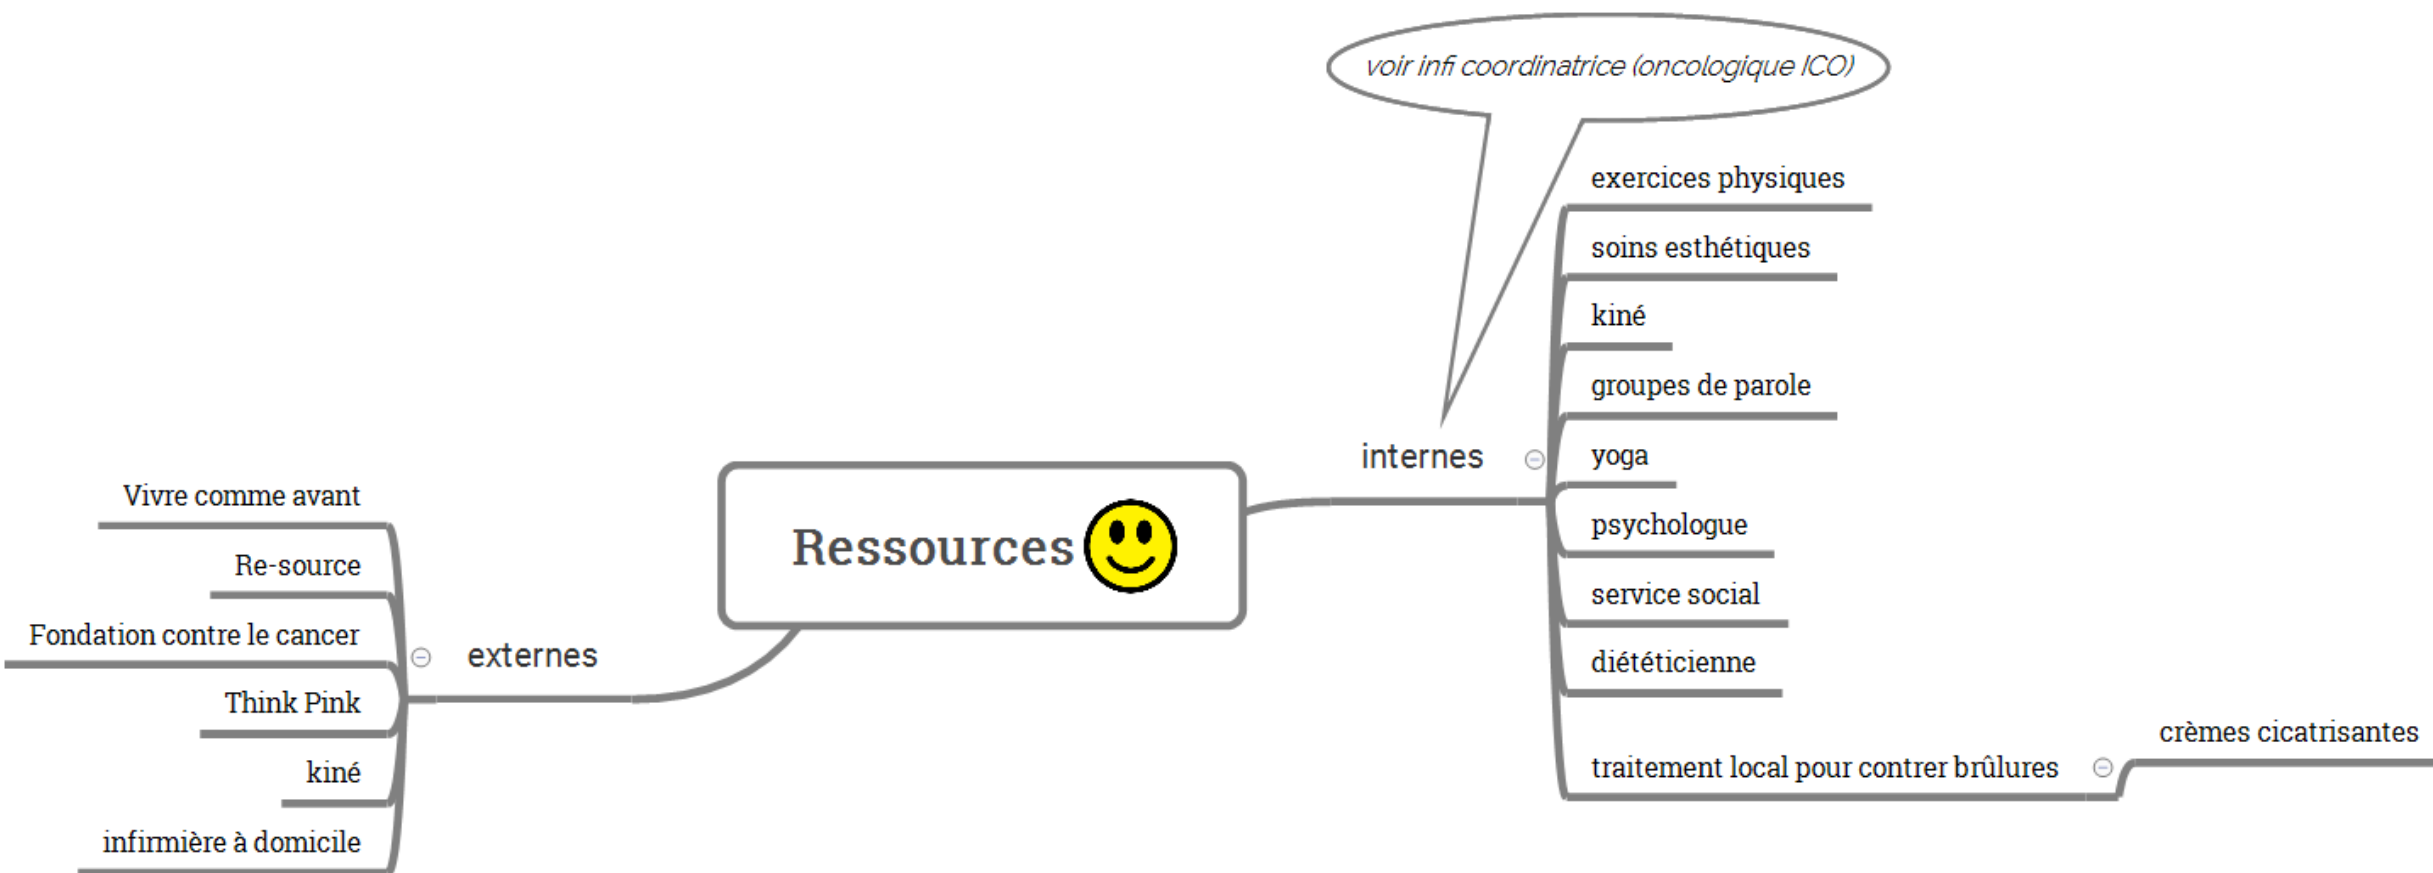 voir infi coordinatrice (oncologique ICO)
exercices physiques
soins esthétiques
kiné
groupes de parole
internes
yoga
psychologue
service social
diététicienne
traitement local pour contrer brûlures
crèmes cicatrisantes
Ressources
externes
Vivre comme avant
Re-source
Fondation contre le cancer
Think Pink
kiné
infirmière à domicile